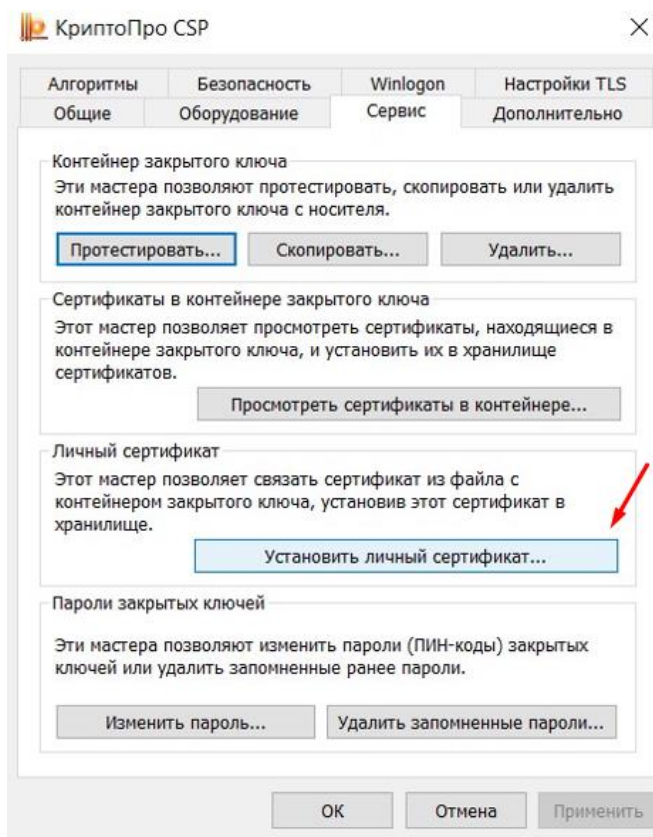 КриптоПро CSP
Алгоритмы Безопасность Winlogon Настройки TLS
Общие Оборудование Сервис Дополнительно
Контейнер закрытого ключа
Эти мастера позволяют протестировать, скопировать или удалить
контейнер закрытого ключа с носителя.
Протестировать... Скопировать... Удалить...
Сертификаты в контейнере закрытого ключа
Этот мастер позволяет просмотреть сертификаты, находящиеся в
контейнере закрытого ключа, и установить их в хранилище
сертификатов.
Просмотреть сертификаты в контейнере...
Личный сертификат
Этот мастер позволяет связать сертификат из файла с
контейнером закрытого ключа, установив этот сертификат в
хранилище.
Установить личный сертификат...
Пароли закрытых ключей
Эти мастера позволяют изменить пароли (ПИН-коды) закрытых
ключей или удалить запомненные ранее пароли.
Изменить пароль... Удалить запомненные пароли...
ОК Отмена Применить